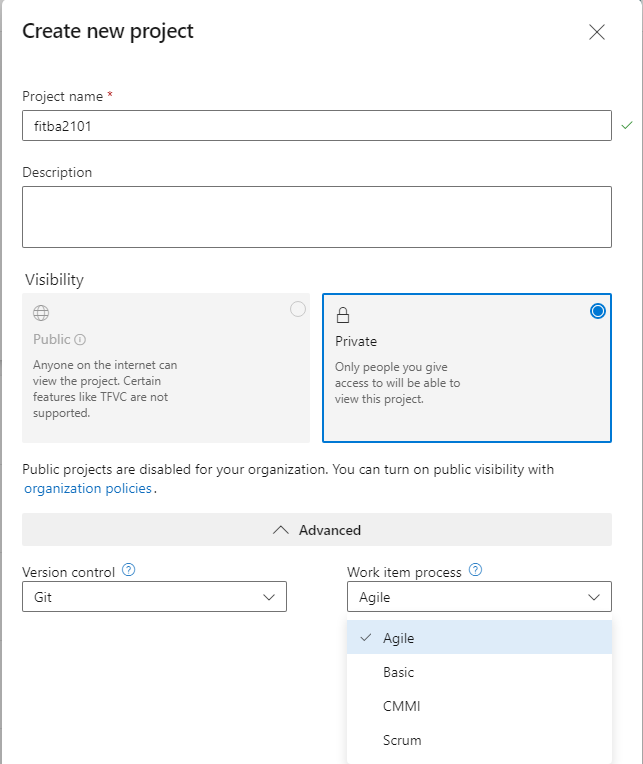 Create new project
Project name *
fitba2101
Description
Visibility
Public
Anyone on the internet can
view the project. Certain
features like TFVC are not
supported.
Private
Only people you give
access to will be able to
view this project.
Public projects are disabled for your organization. You can turn on public visibility with
organization policies.
Advanced
Version control
Git
Work item process
Agile
Agile
Basic
CMMI
Scrum